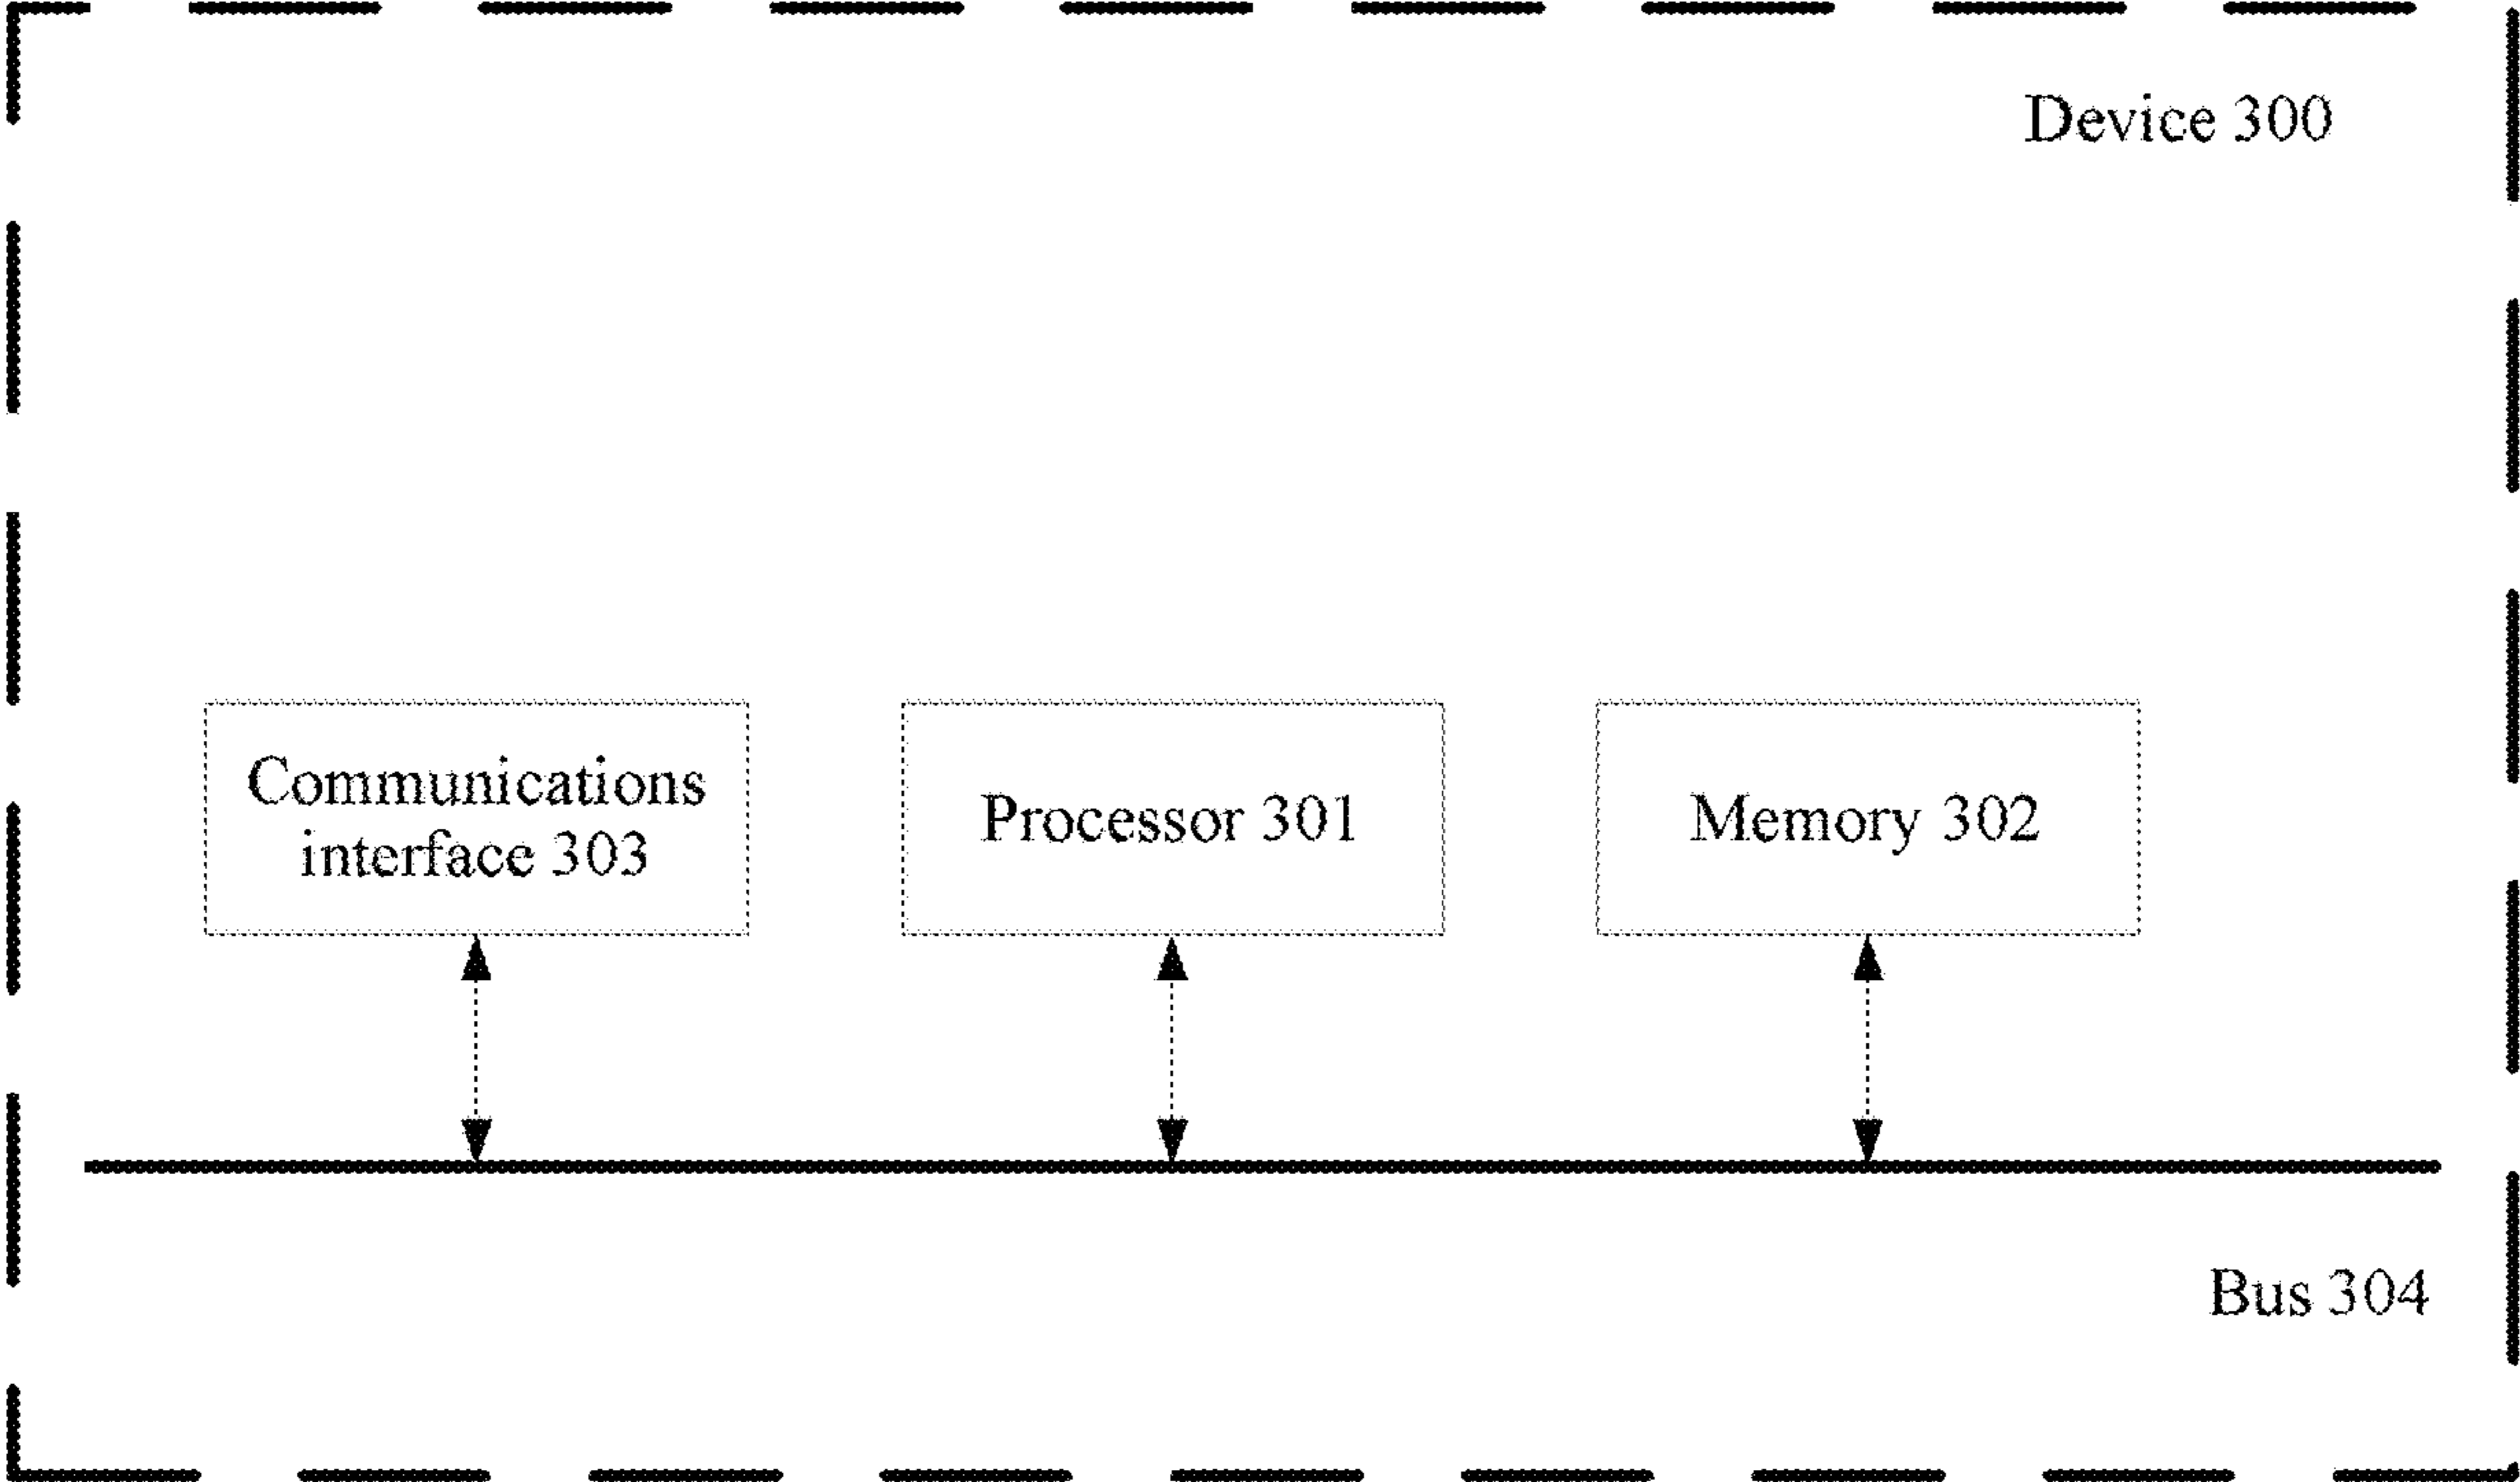 Device 300
Communications
interface 303
Processor 301
Memory 302
Bus 304